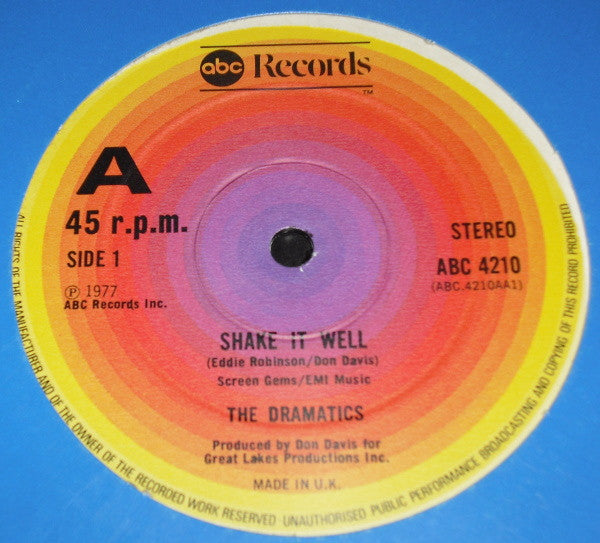 abc Records
™
A
45 r.p.m.
SIDE 1
STEREO
ABC 4210
(ABC.4210AA1)
℗ 1977
ABC Records Inc.
SHAKE IT WELL
(Eddie Robinson/Don Davis)
Screen Gems/EMI Music
THE DRAMATICS
Produced by Don Davis for
Great Lakes Productions Inc.
MADE IN U.K.
ALL RIGHTS OF THE MANUFACTURER AND OF THE OWNER OF THE RECORDED WORK RESERVED UNAUTHORISED PUBLIC PERFORMANCE BROADCASTING AND COPYING OF THIS RECORD PROHIBITED